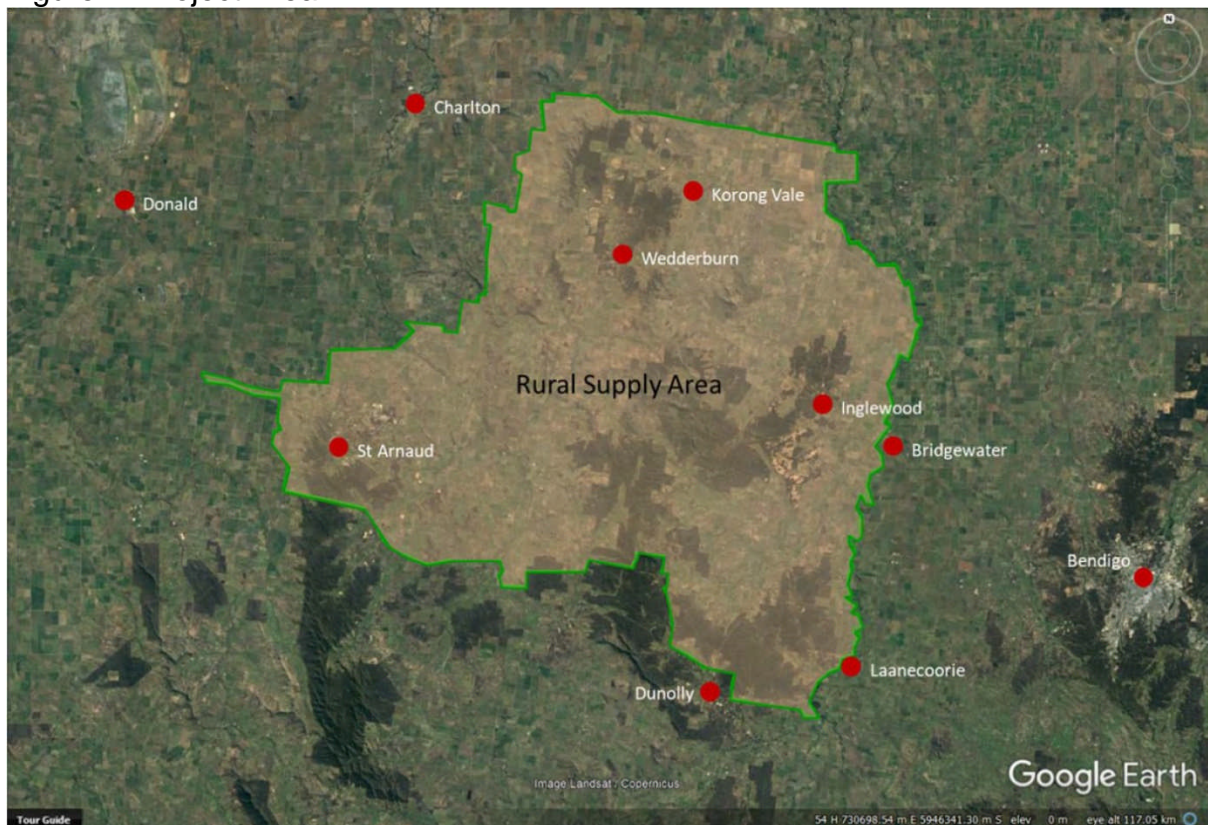 N
Charlton
Donald
Korong Vale
Wedderburn
Rural Supply Area
Inglewood
St Arnaud
Bridgewater
Bendigo
Laanecoorie
Dunolly
Image Landsat / Copernicus
Google Earth
Tour Guide
54 H 730698.54 m E 5946341.30 m S elev 0 m eye alt 117.05 km